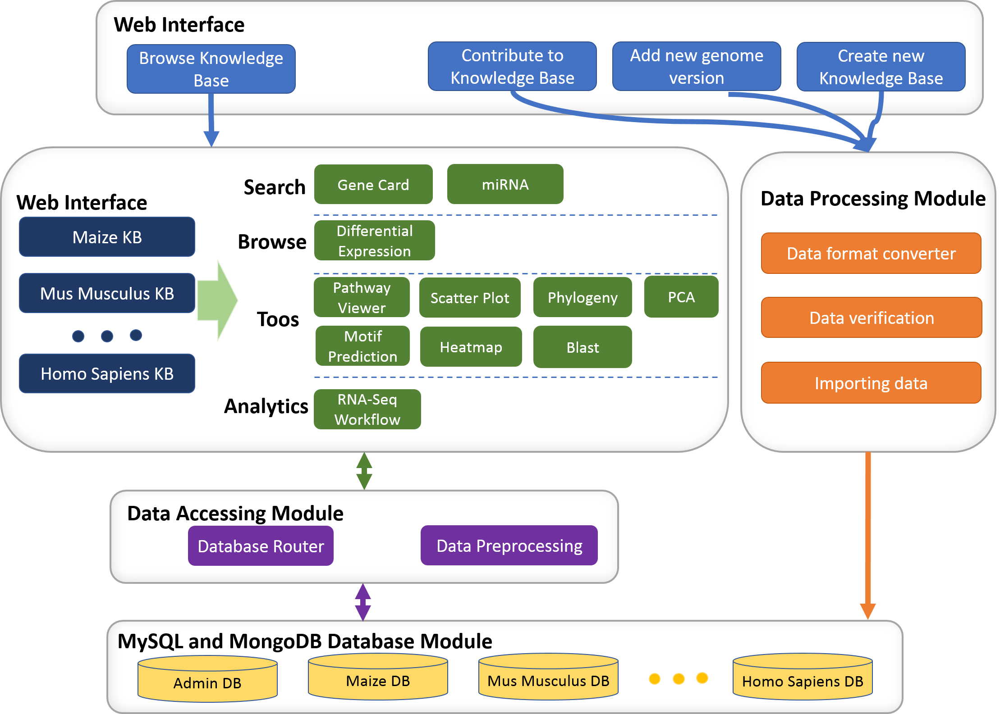 Web Interface
Browse Knowledge
Base
Contribute to
Knowledge Base
Add new genome
version
Create new
Knowledge Base
Web Interface
Maize KB
Mus Musculus KB
Homo Sapiens KB
Search
Gene Card
miRNA
Browse
Differential
Expression
Toos
Pathway
Viewer
Scatter Plot
Phylogeny
PCA
Motif
Prediction
Heatmap
Blast
Analytics
RNA-Seq
Workflow
Data Processing Module
Data format converter
Data verification
Importing data
Data Accessing Module
Database Router
Data Preprocessing
MySQL and MongoDB Database Module
Admin DB
Maize DB
Mus Musculus DB
Homo Sapiens DB